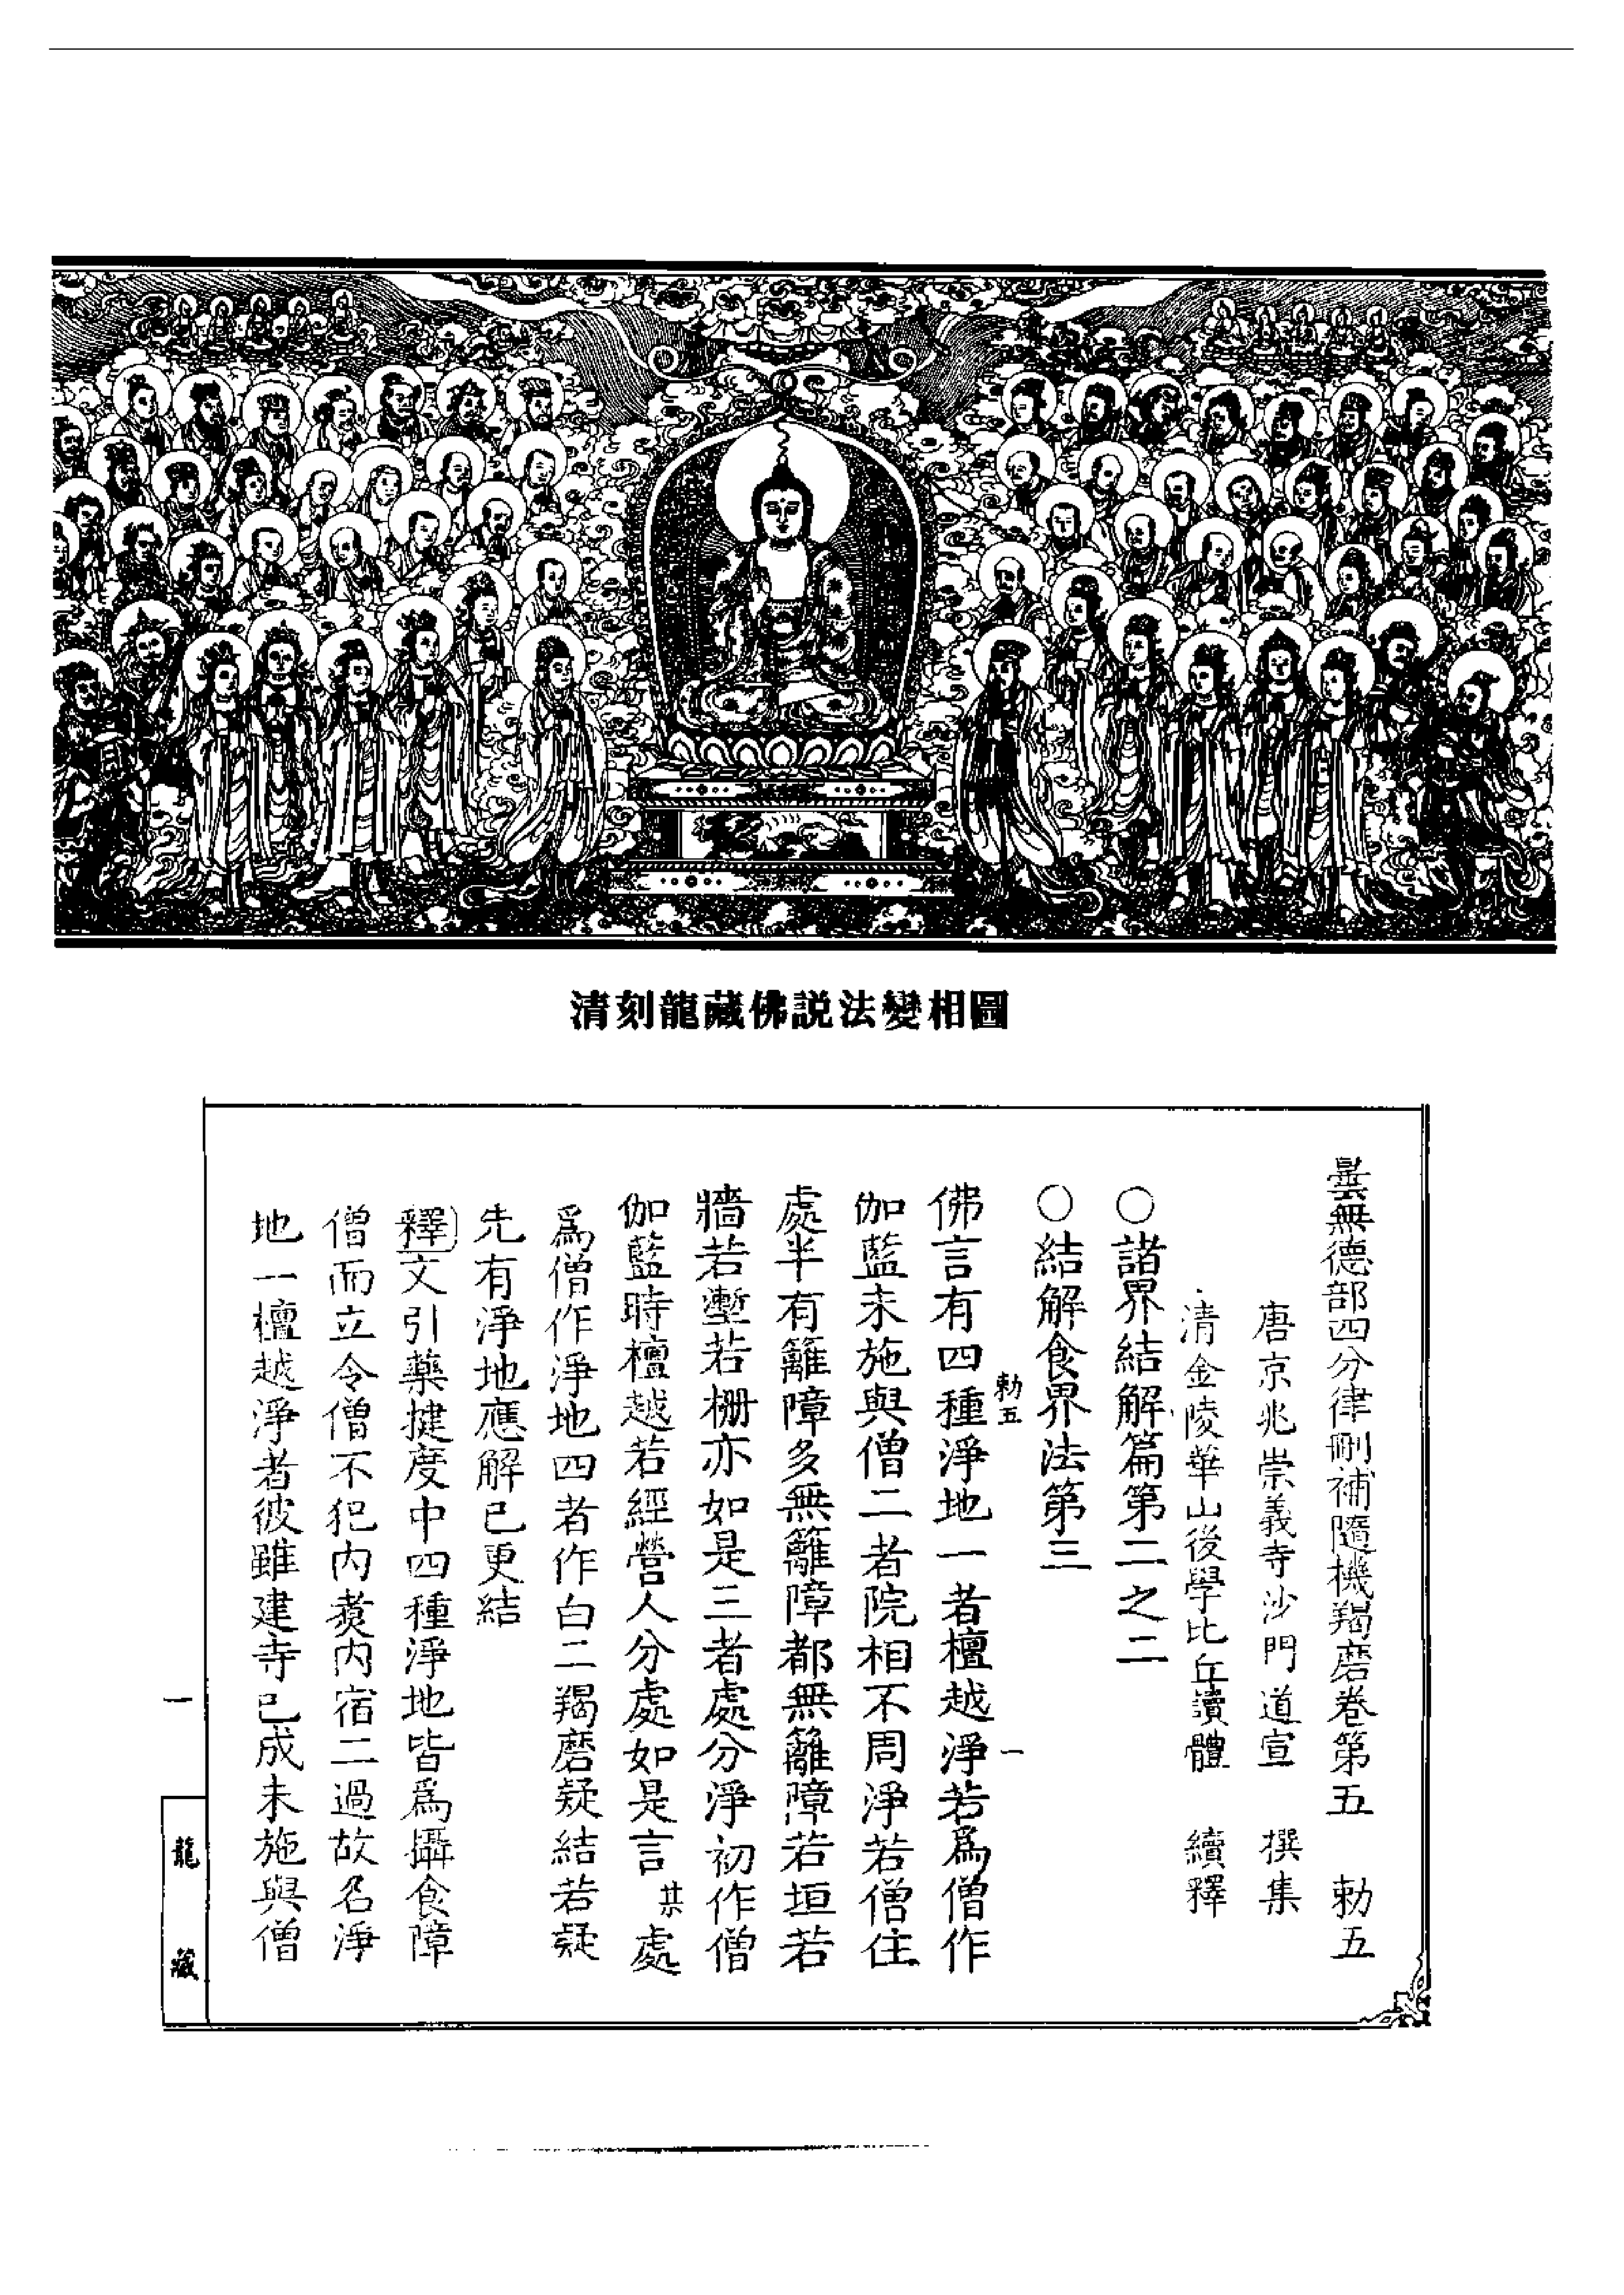 清刻龍藏佛説法變相圖
曇無德部四分律刪補隨機羯磨卷第五　勅五
唐京兆崇義寺沙門道宣　撰集
清金陵華山後學比丘讀體　續釋
○諸界結解篇第二之二
○結解食界法第三
勅五　一
佛言有四種淨地一者檀越淨若爲僧作
伽藍未施與僧二者院相不周淨若僧住
處半有籬障多無籬障都無籬障若垣若
牆若塹若柵亦如是三者處分淨初作僧
伽藍時檀越若經營人分處如是言某處
爲僧作淨地四者作白二羯磨疑結若疑
先有淨地應解已更結
釋文引藥揵度中四種淨地皆爲攝食障
僧而立令僧不犯內煑內宿二過故名淨
地一檀越淨者彼雖建寺已成未施與僧
一
龍藏